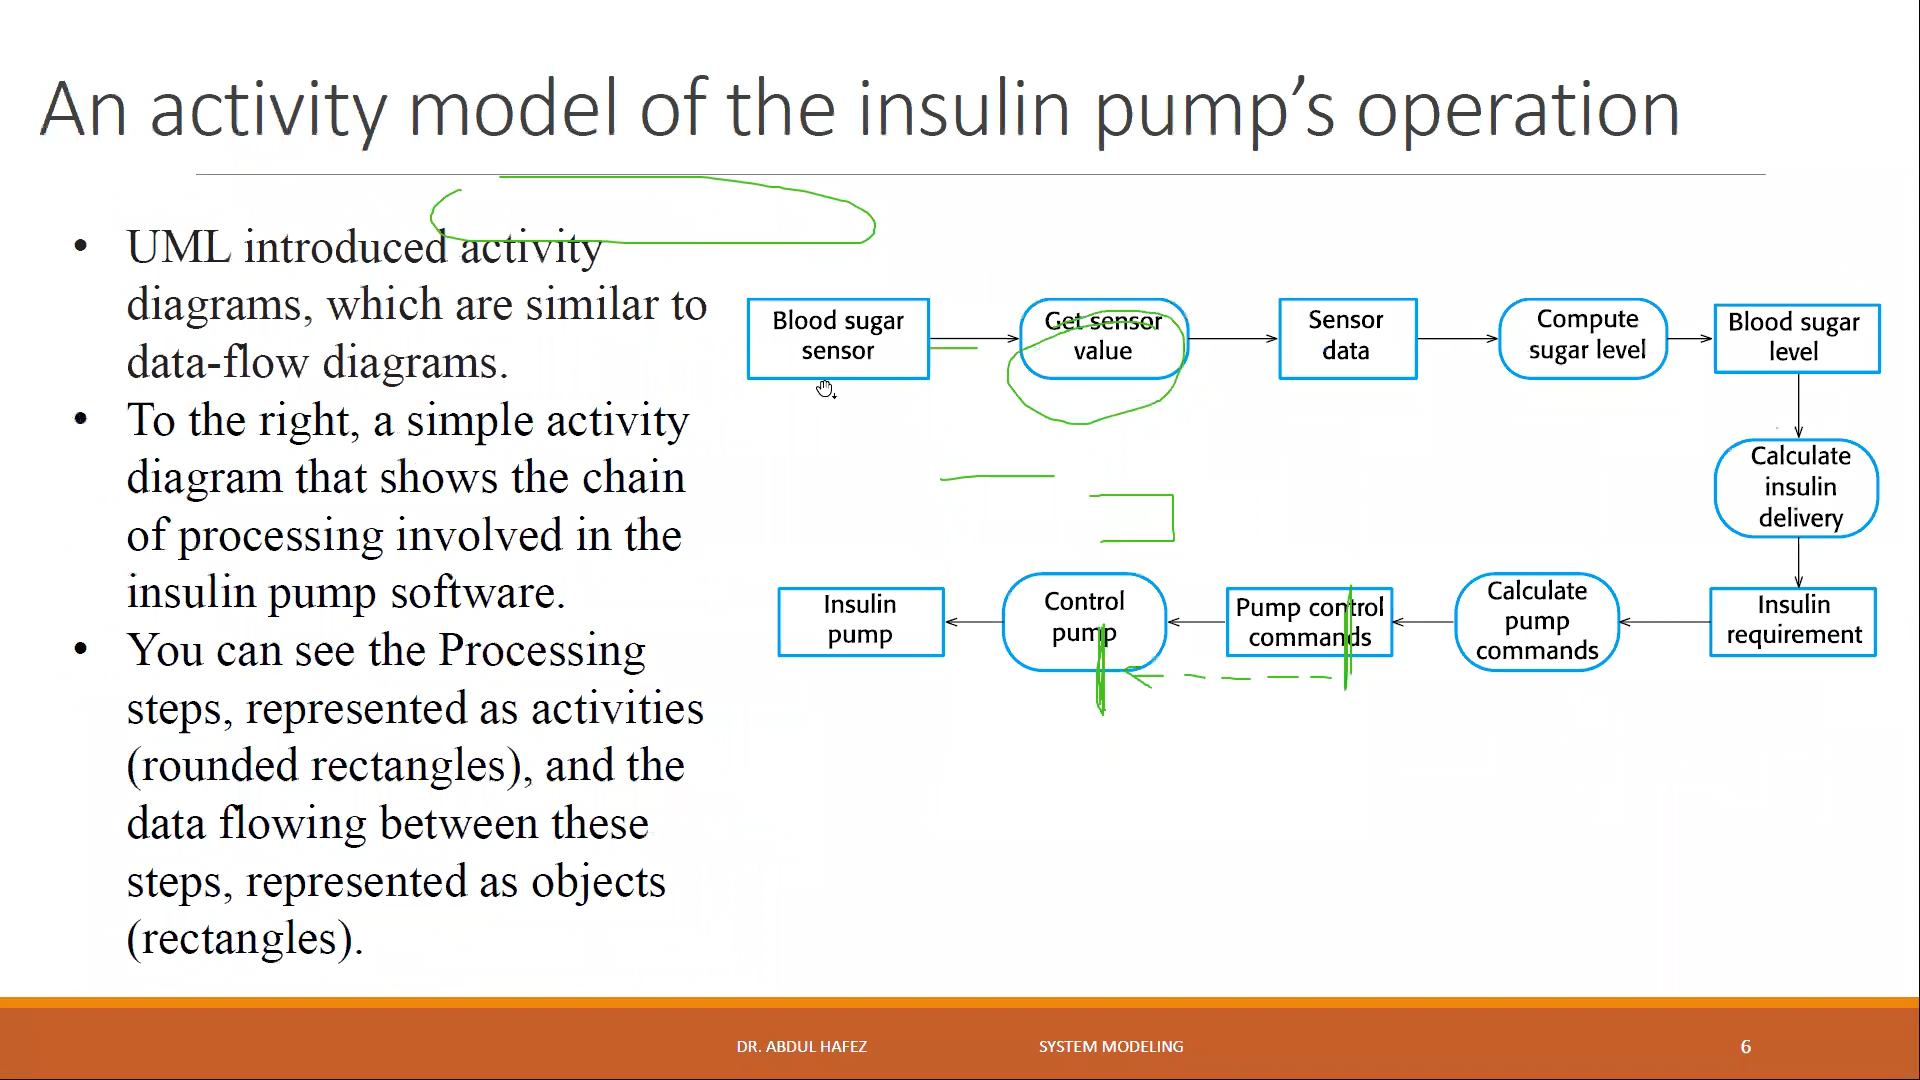 An activity model of the insulin pump’s operation
• UML introduced activity
diagrams, which are similar to
data-flow diagrams.
• To the right, a simple activity
diagram that shows the chain
of processing involved in the
insulin pump software.
• You can see the Processing
steps, represented as activities
(rounded rectangles), and the
data flowing between these
steps, represented as objects
(rectangles).
Blood sugar
sensor
Get sensor
value
Sensor
data
Compute
sugar level
Blood sugar
level
Calculate
insulin
delivery
Insulin
requirement
Calculate
pump
commands
Pump control
commands
Control
pump
Insulin
pump
DR. ABDUL HAFEZ
SYSTEM MODELING
6